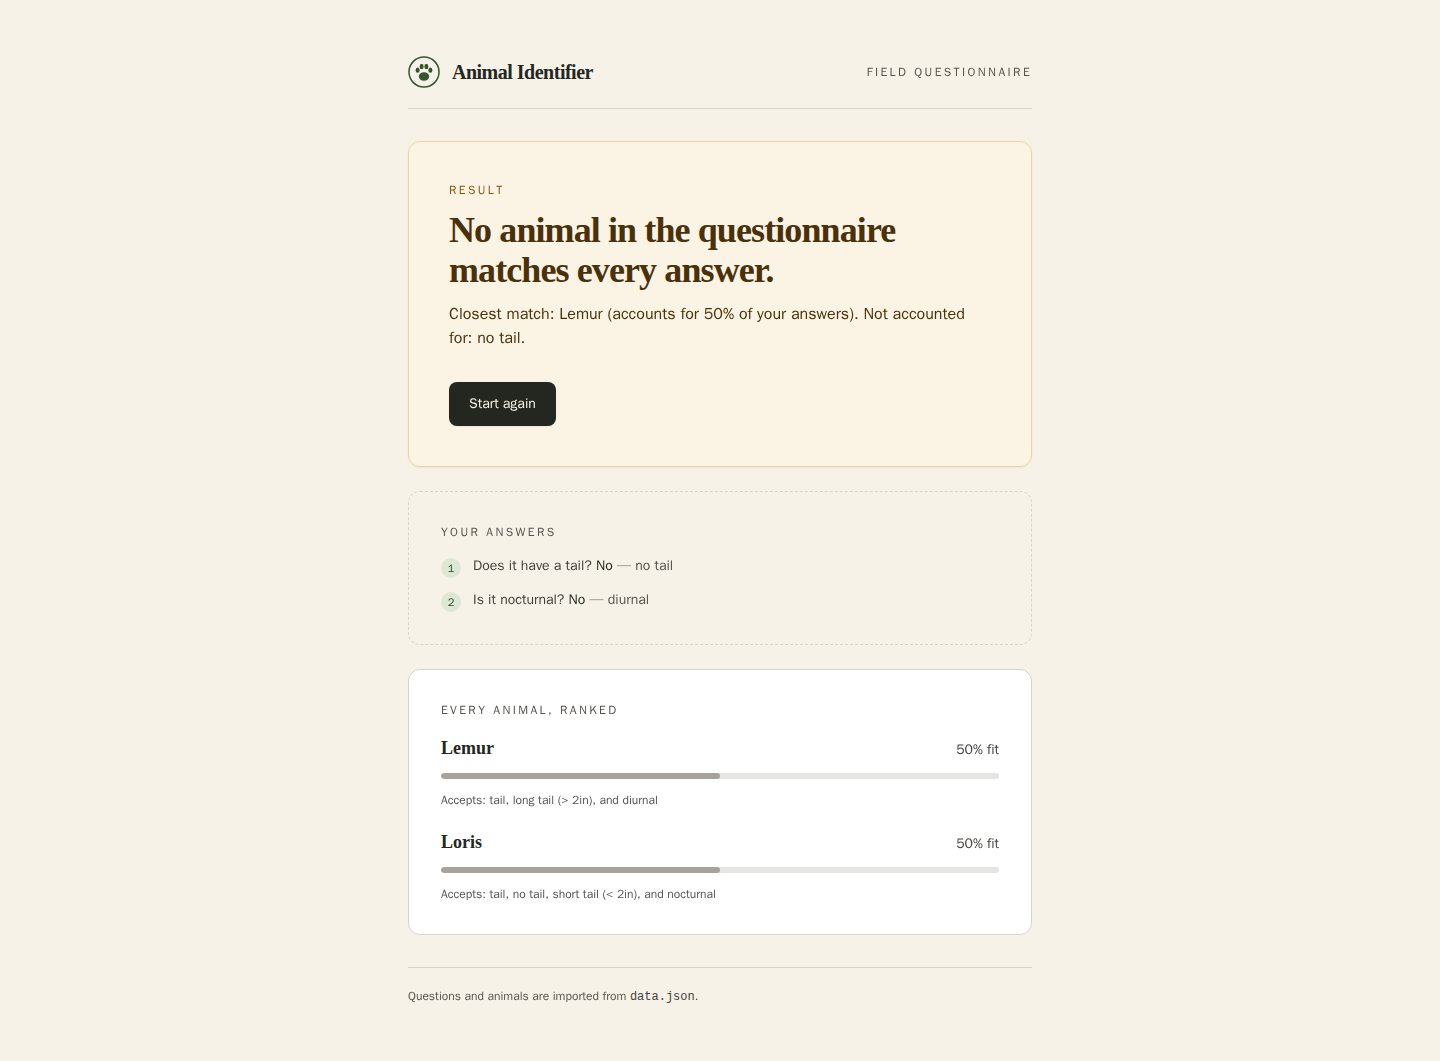 Animal Identifier
FIELD QUESTIONNAIRE
RESULT
No animal in the questionnaire
matches every answer.
Closest match: Lemur (accounts for 50% of your answers). Not accounted
for: no tail.
Start again
YOUR ANSWERS
1 Does it have a tail? No — no tail
2 Is it nocturnal? No — diurnal
EVERY ANIMAL, RANKED
Lemur 50% fit
Accepts: tail, long tail (> 2in), and diurnal
Loris 50% fit
Accepts: tail, no tail, short tail (< 2in), and nocturnal
Questions and animals are imported from data.json.